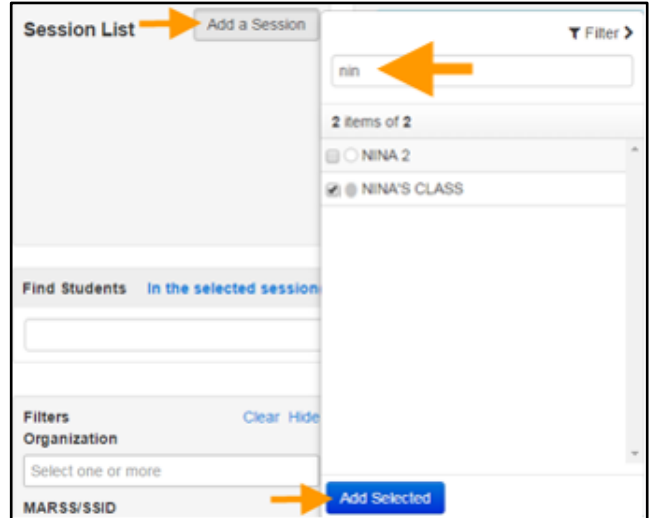 Session List
Add a Session
Filter
nin
2 items of 2
NINA 2
NINA'S CLASS
Find Students In the selected session
Filters Clear Hide
Organization
Select one or more
MARSS/SSID
Add Selected